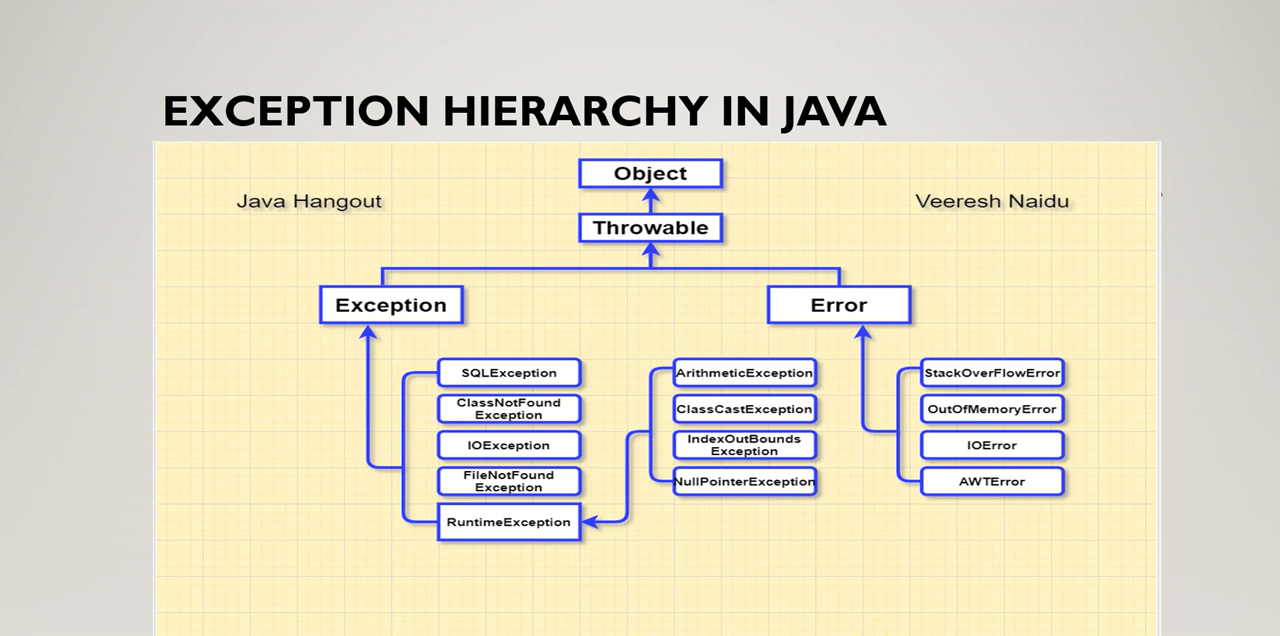 EXCEPTION HIERARCHY IN JAVA
Object
Java Hangout
Veeresh Naidu
Throwable
Exception
Error
SQLException
ClassNotFound
Exception
IOException
FileNotFound
Exception
RuntimeException
ArithmeticException
ClassCastException
IndexOutBounds
Exception
NullPointerException
StackOverFlowError
OutOfMemoryError
IOError
AWTError